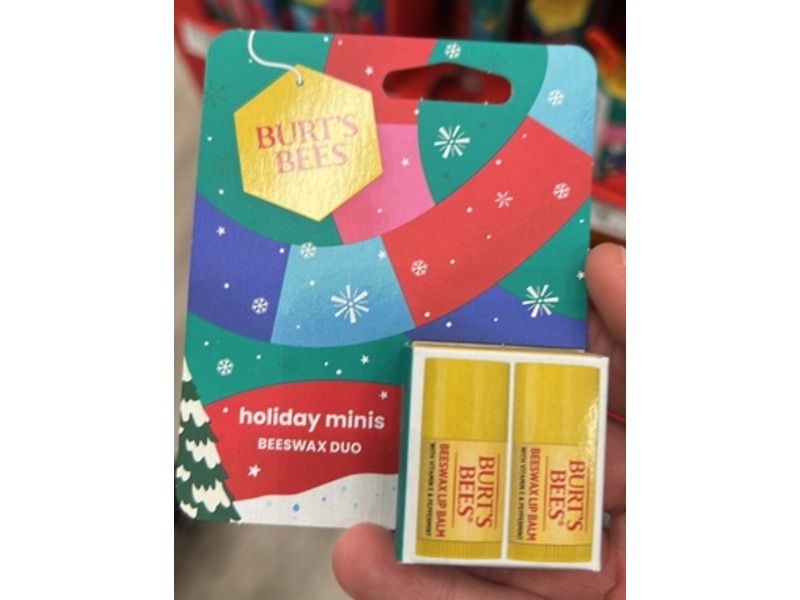 BURT'S
BEES
holiday minis
BEESWAX DUO
BURT'S
BEES®
BEESWAX LIP BALM
WITH VITAMIN E & PEPPERMINT
BURT'S
BEES®
BEESWAX LIP BALM
WITH VITAMIN E & PEPPERMINT